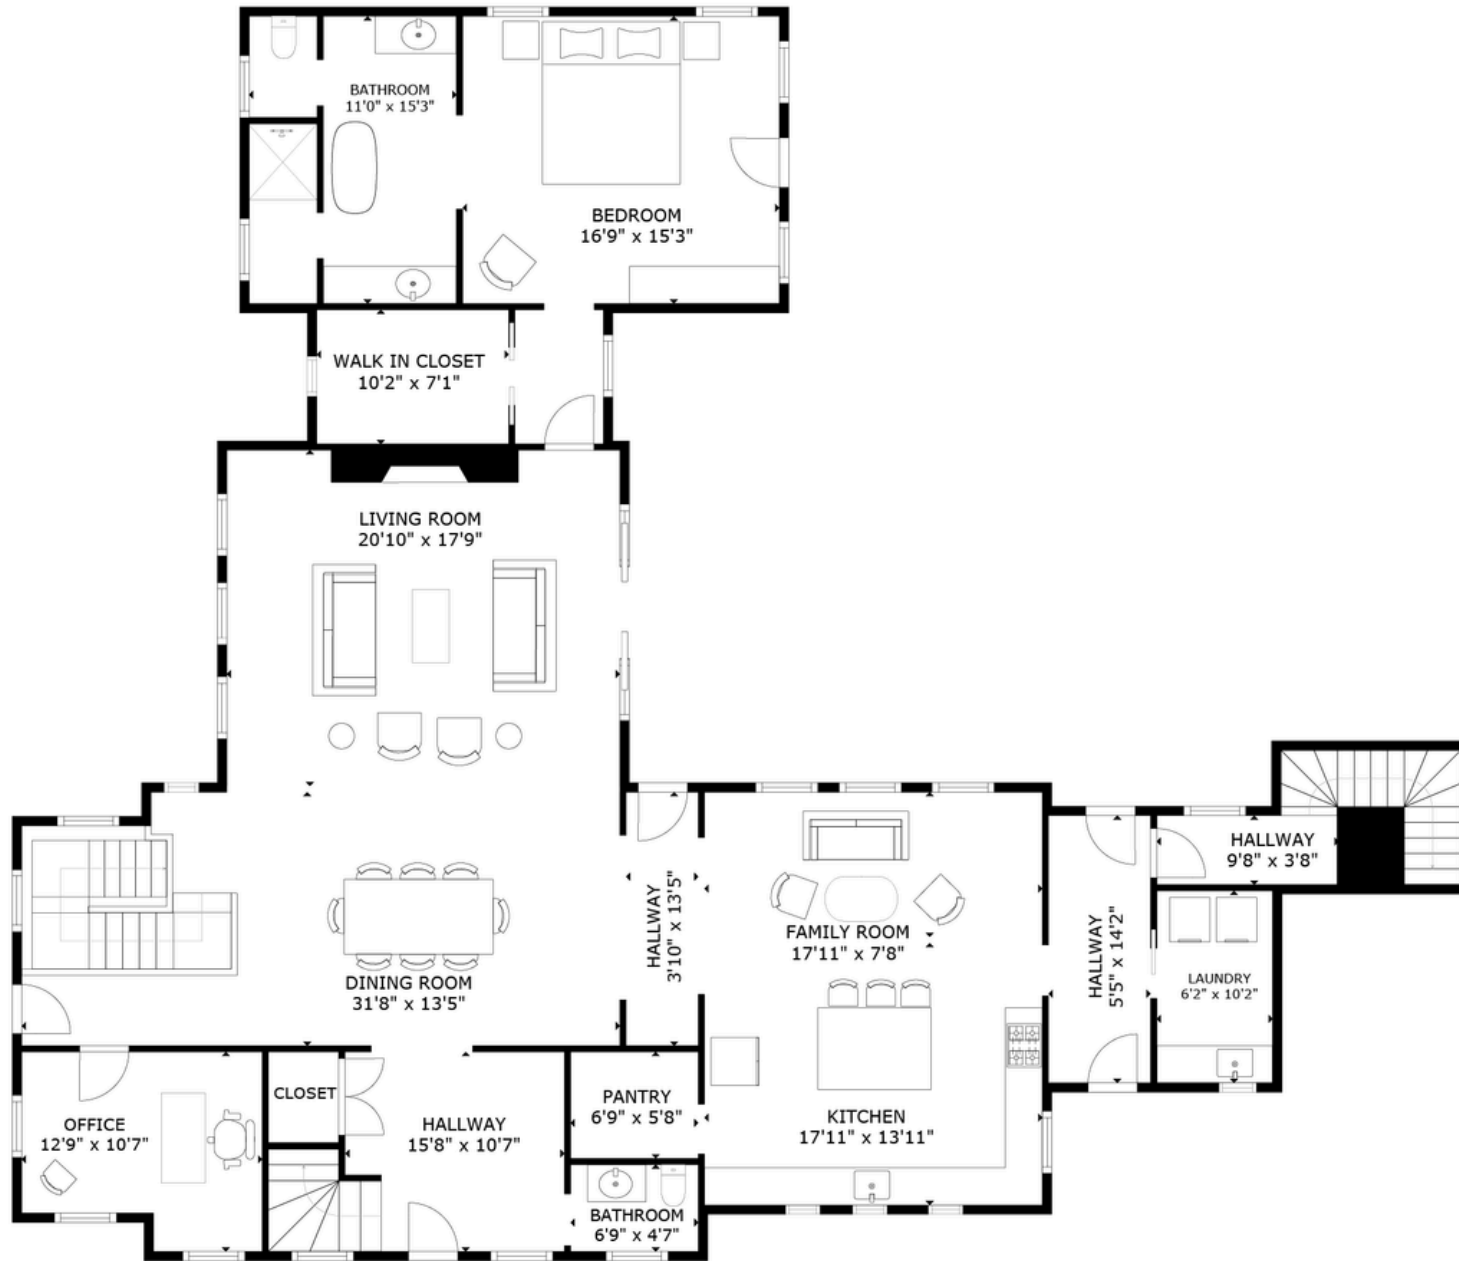 BATHROOM
11'0" x 15'3"
BEDROOM
16'9" x 15'3"
WALK IN CLOSET
10'2" x 7'1"
LIVING ROOM
20'10" x 17'9"
HALLWAY
9'8" x 3'8"
HALLWAY
3'10" x 13'5"
FAMILY ROOM
17'11" x 7'8"
HALLWAY
5'5" x 14'2"
LAUNDRY
6'2" x 10'2"
DINING ROOM
31'8" x 13'5"
OFFICE
12'9" x 10'7"
CLOSET
HALLWAY
15'8" x 10'7"
PANTRY
6'9" x 5'8"
KITCHEN
17'11" x 13'11"
BATHROOM
6'9" x 4'7"